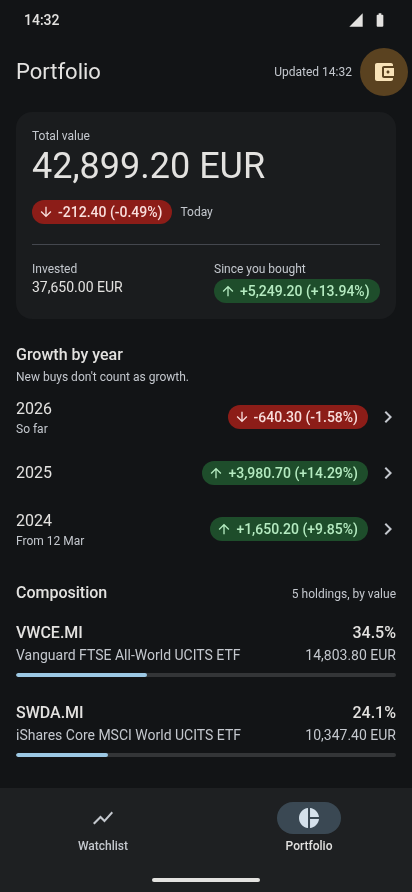 14:32
Portfolio
Updated 14:32
Total value
42,899.20 EUR
-212.40 (-0.49%) Today
Invested
37,650.00 EUR
Since you bought
+5,249.20 (+13.94%)
Growth by year
New buys don't count as growth.
2026
So far
-640.30 (-1.58%)
2025
+3,980.70 (+14.29%)
2024
From 12 Mar
+1,650.20 (+9.85%)
Composition
5 holdings, by value
VWCE.MI 34.5%
Vanguard FTSE All-World UCITS ETF 14,803.80 EUR
SWDA.MI 24.1%
iShares Core MSCI World UCITS ETF 10,347.40 EUR
Watchlist
Portfolio